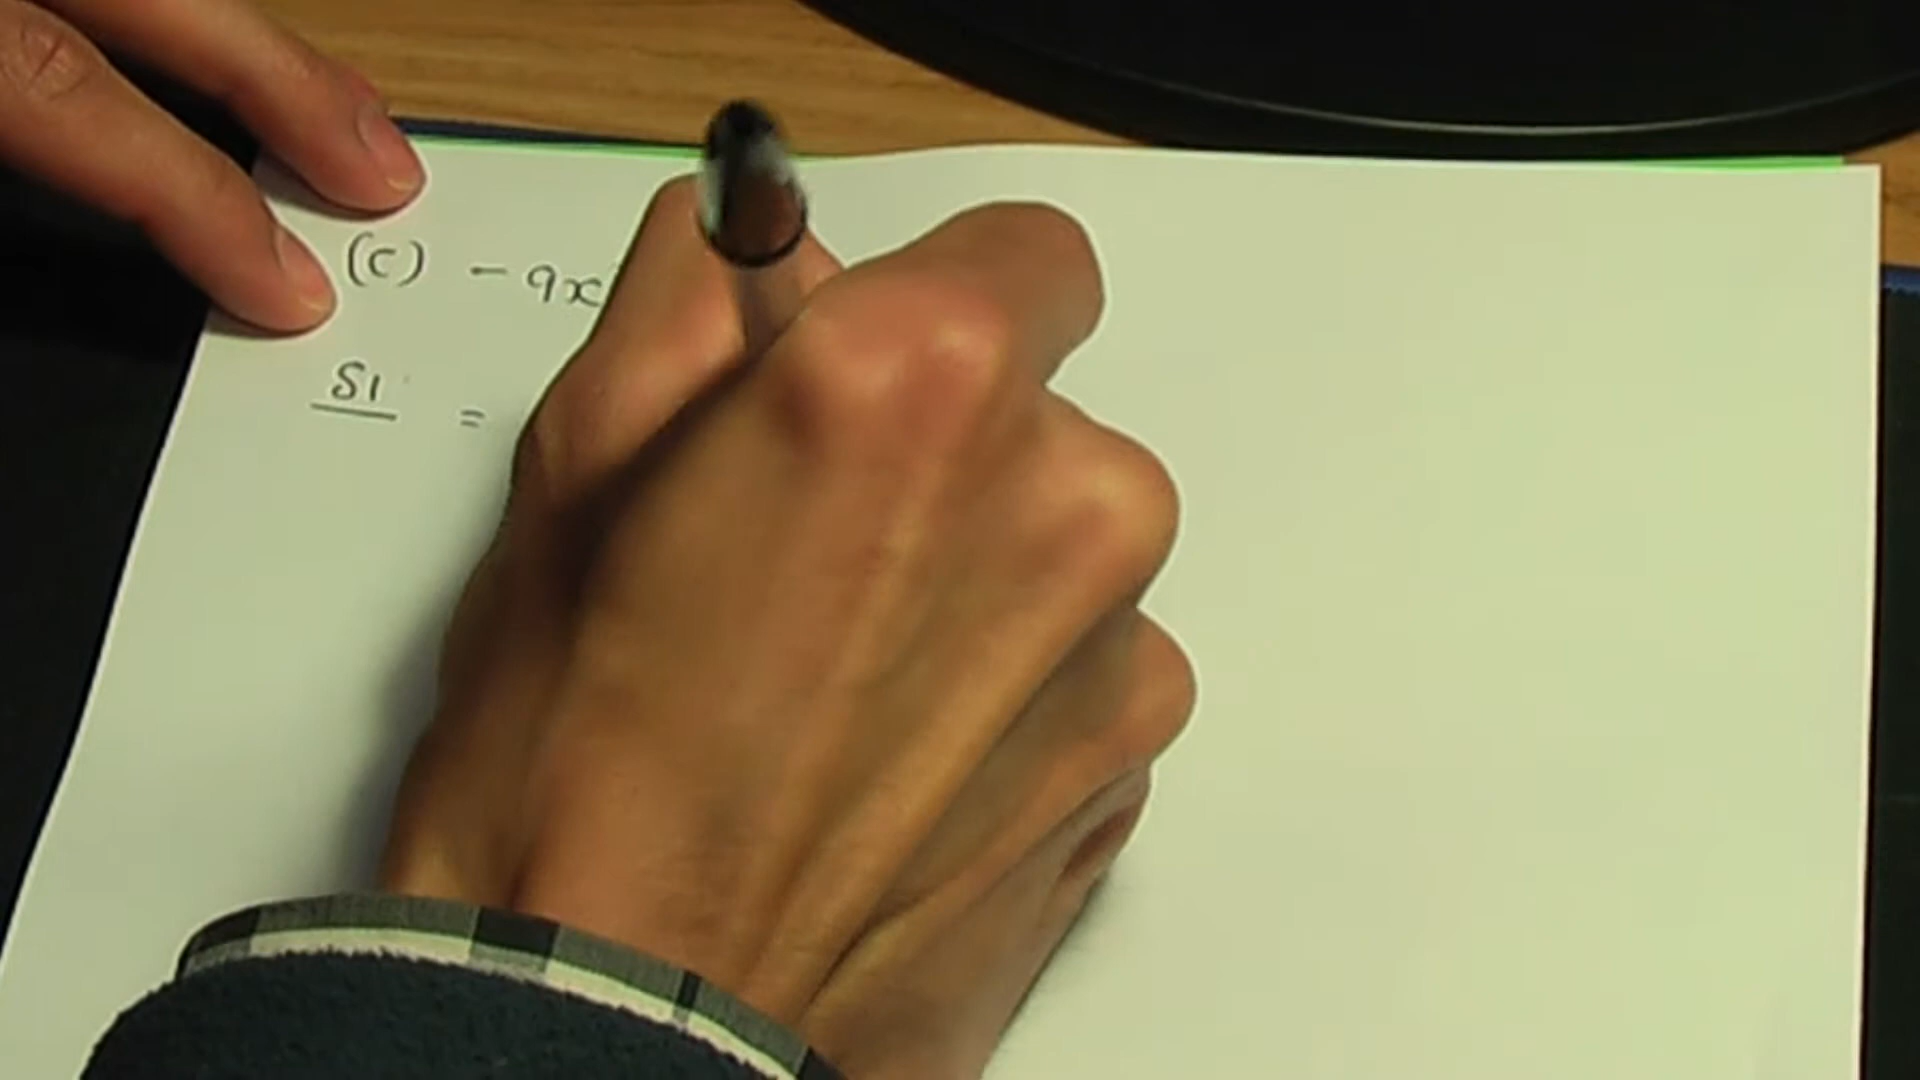 (c) - 9x
S1 =